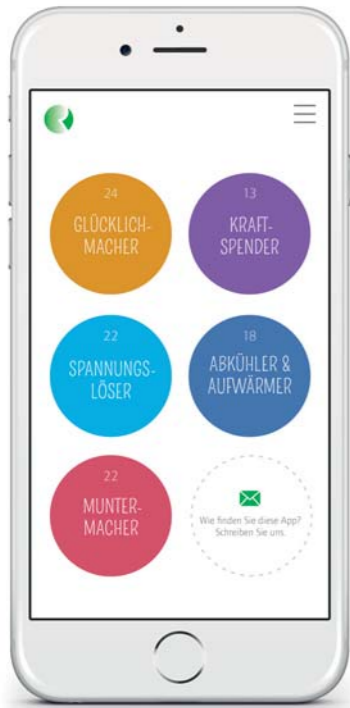 24
GLÜCKLICH-
MACHER
13
KRAFT-
SPENDER
22
SPANNUNGS-
LÖSER
18
ABKÜHLER &
AUFWÄRMER
22
MUNTER-
MACHER
Wie finden Sie diese App?
Schreiben Sie uns.